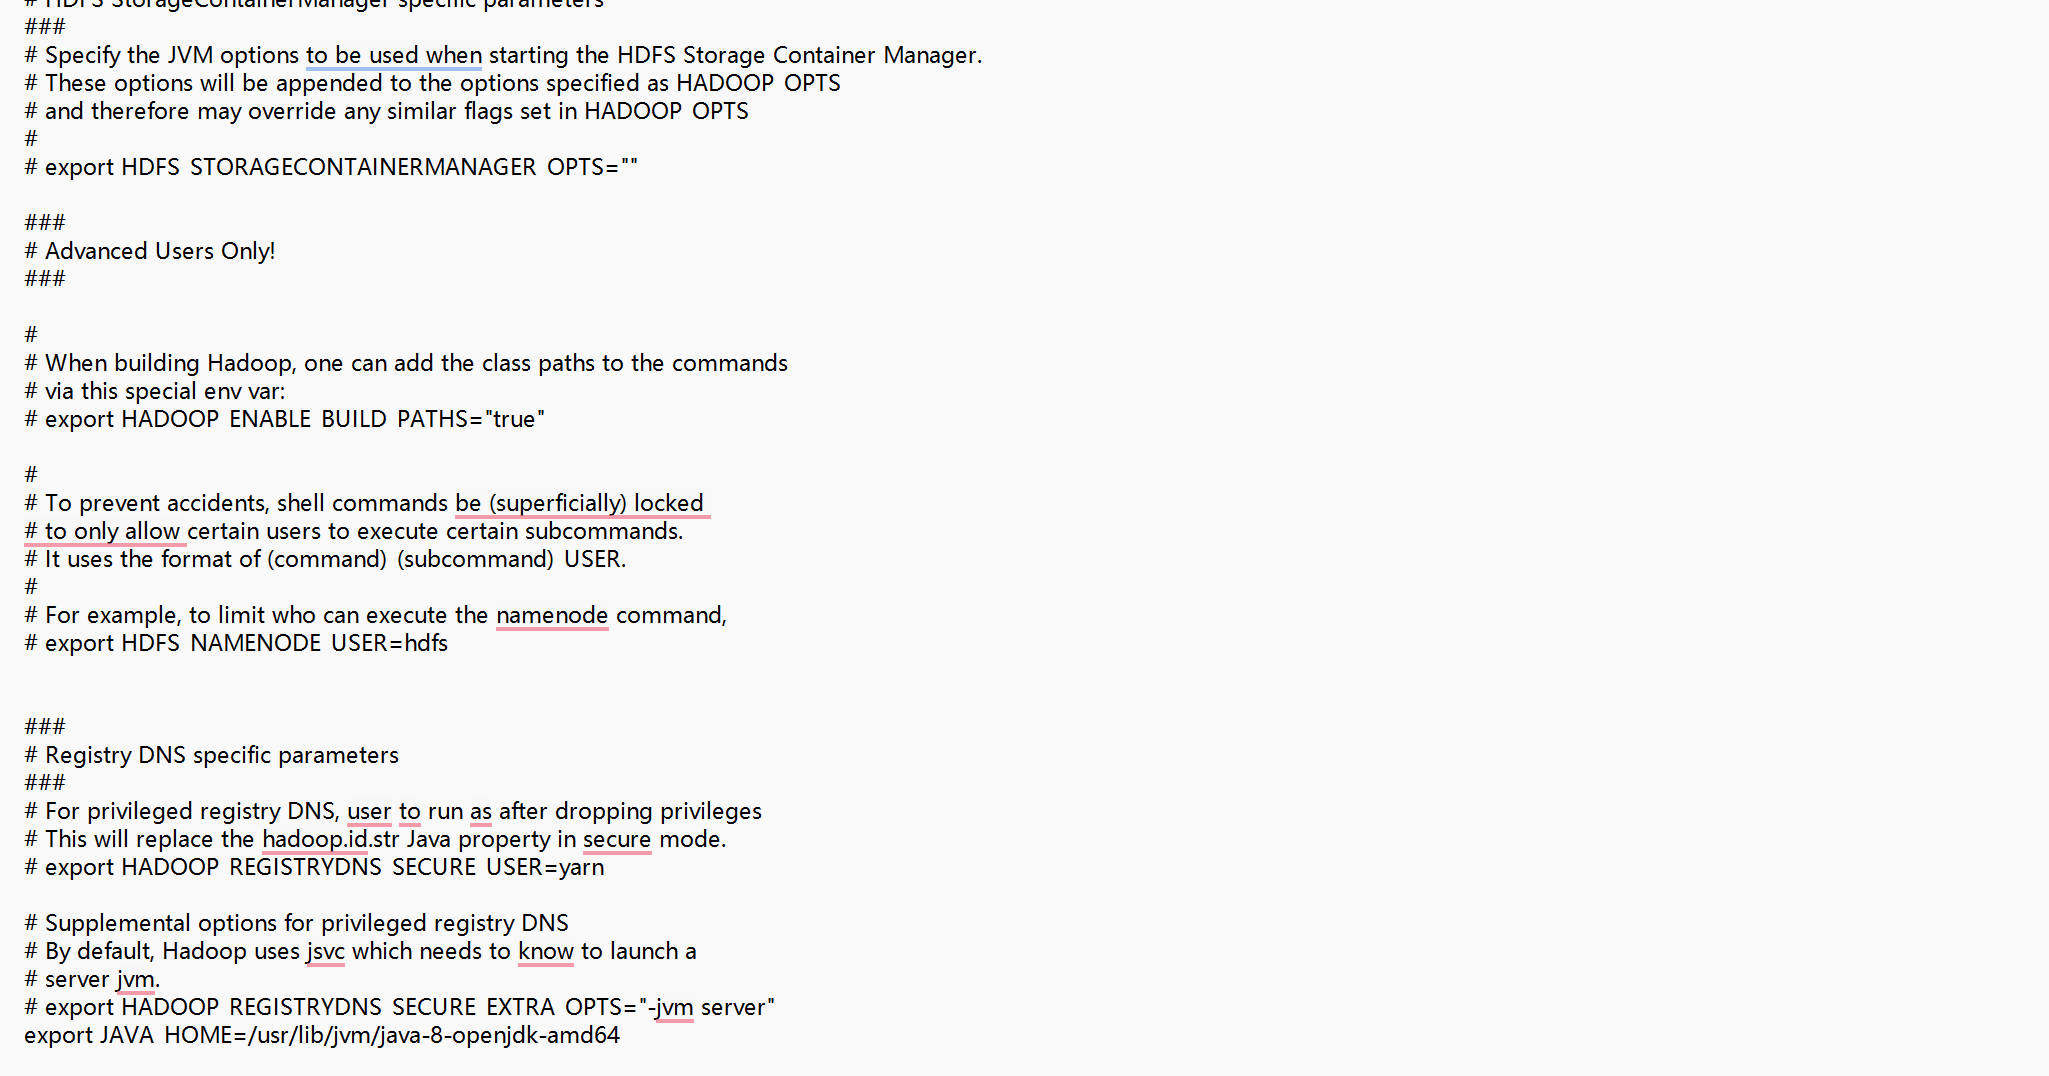 # HDFS StorageContainerManager specific parameters
###
# Specify the JVM options to be used when starting the HDFS Storage Container Manager.
# These options will be appended to the options specified as HADOOP OPTS
# and therefore may override any similar flags set in HADOOP OPTS
#
# export HDFS STORAGECONTAINERMANAGER OPTS=""
###
# Advanced Users Only!
###
#
# When building Hadoop, one can add the class paths to the commands
# via this special env var:
# export HADOOP ENABLE BUILD PATHS="true"
#
# To prevent accidents, shell commands be (superficially) locked
# to only allow certain users to execute certain subcommands.
# It uses the format of (command) (subcommand) USER.
#
# For example, to limit who can execute the namenode command,
# export HDFS NAMENODE USER=hdfs
###
# Registry DNS specific parameters
###
# For privileged registry DNS, user to run as after dropping privileges
# This will replace the hadoop.id.str Java property in secure mode.
# export HADOOP REGISTRYDNS SECURE USER=yarn
# Supplemental options for privileged registry DNS
# By default, Hadoop uses jsvc which needs to know to launch a
# server jvm.
# export HADOOP REGISTRYDNS SECURE EXTRA OPTS="-jvm server"
export JAVA HOME=/usr/lib/jvm/java-8-openjdk-amd64